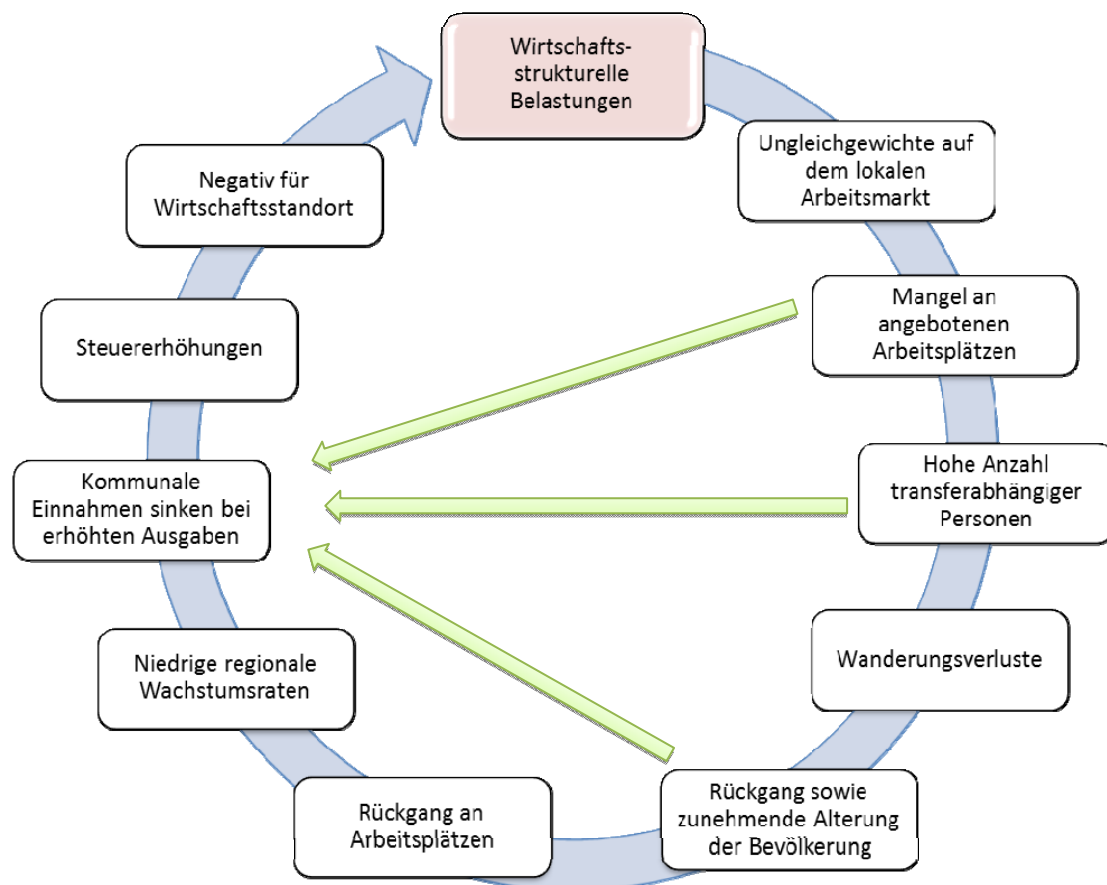 Wirtschafts-
strukturelle
Belastungen
Ungleichgewichte auf
dem lokalen
Arbeitsmarkt
Mangel an
angebotenen
Arbeitsplätzen
Hohe Anzahl
transferabhängiger
Personen
Wanderungsverluste
Rückgang sowie
zunehmende Alterung
der Bevölkerung
Rückgang an
Arbeitsplätzen
Niedrige regionale
Wachstumsraten
Kommunale
Einnahmen sinken bei
erhöhten Ausgaben
Steuererhöhungen
Negativ für
Wirtschaftsstandort